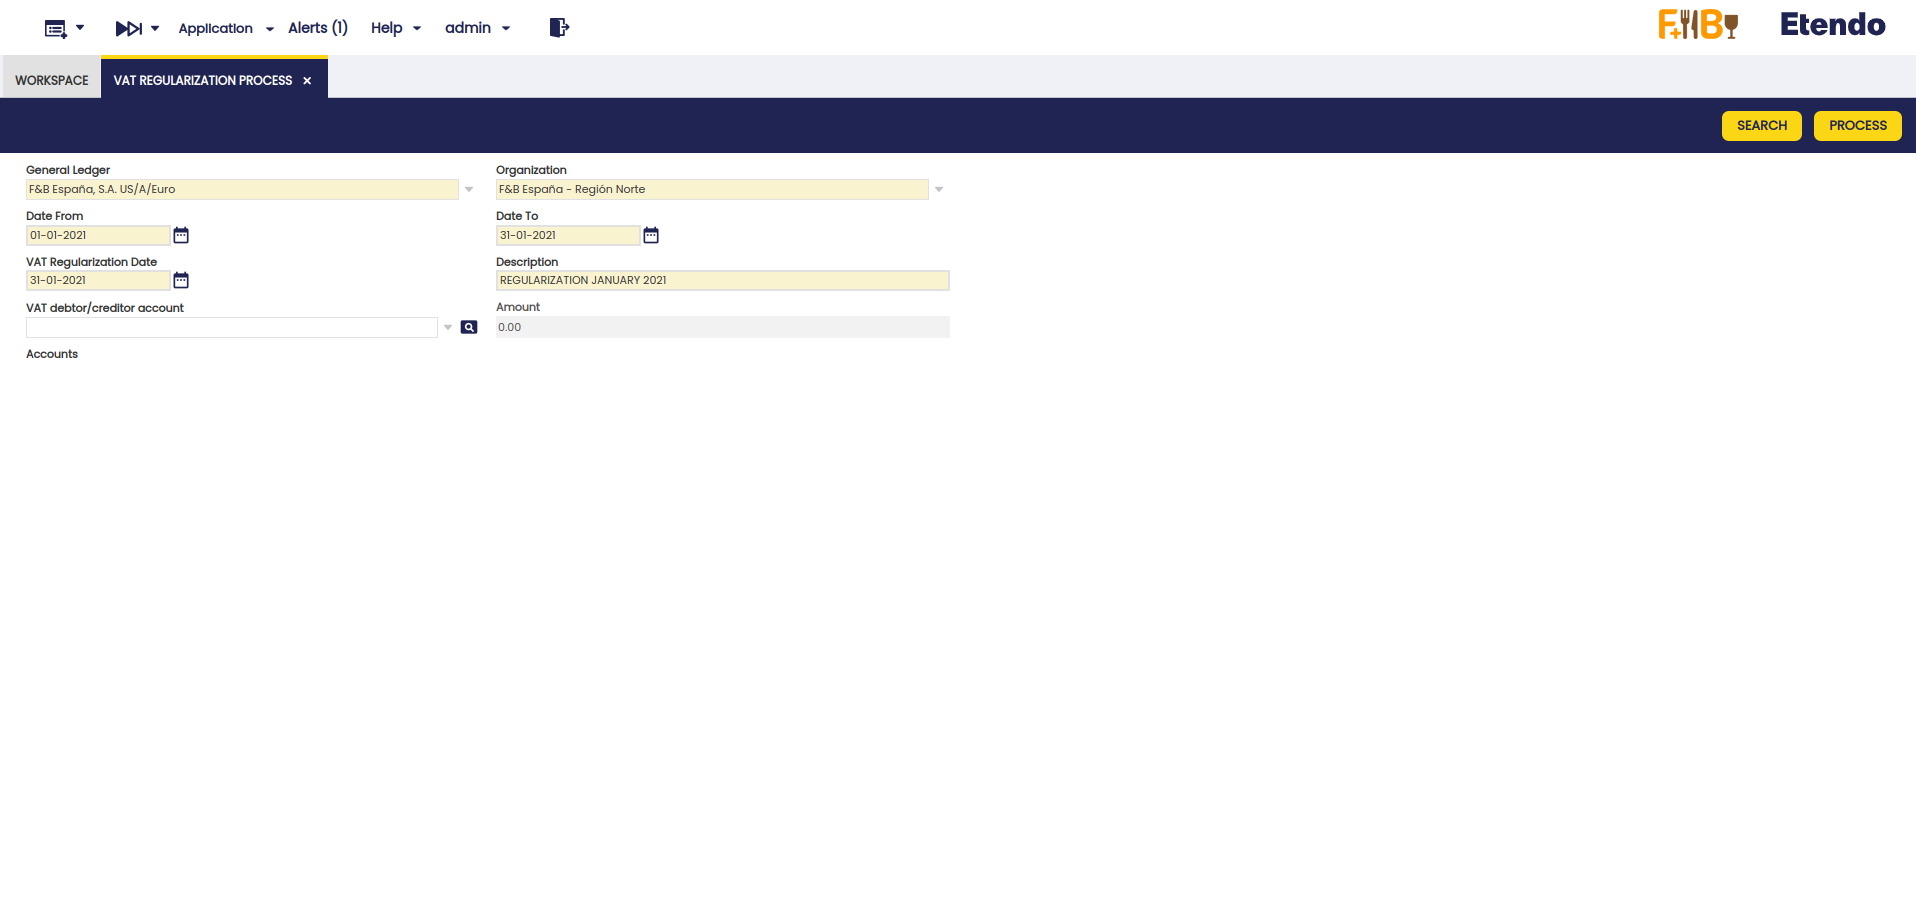 Application Alerts (1) Help admin
F&B Etendo
WORKSPACE VAT REGULARIZATION PROCESS ×
SEARCH PROCESS
General Ledger Organization
F&B España, S.A. US/A/Euro F&B España - Región Norte
Date From Date To
01-01-2021 31-01-2021
VAT Regularization Date Description
31-01-2021 REGULARIZATION JANUARY 2021
VAT debtor/creditor account Amount
0.00
Accounts